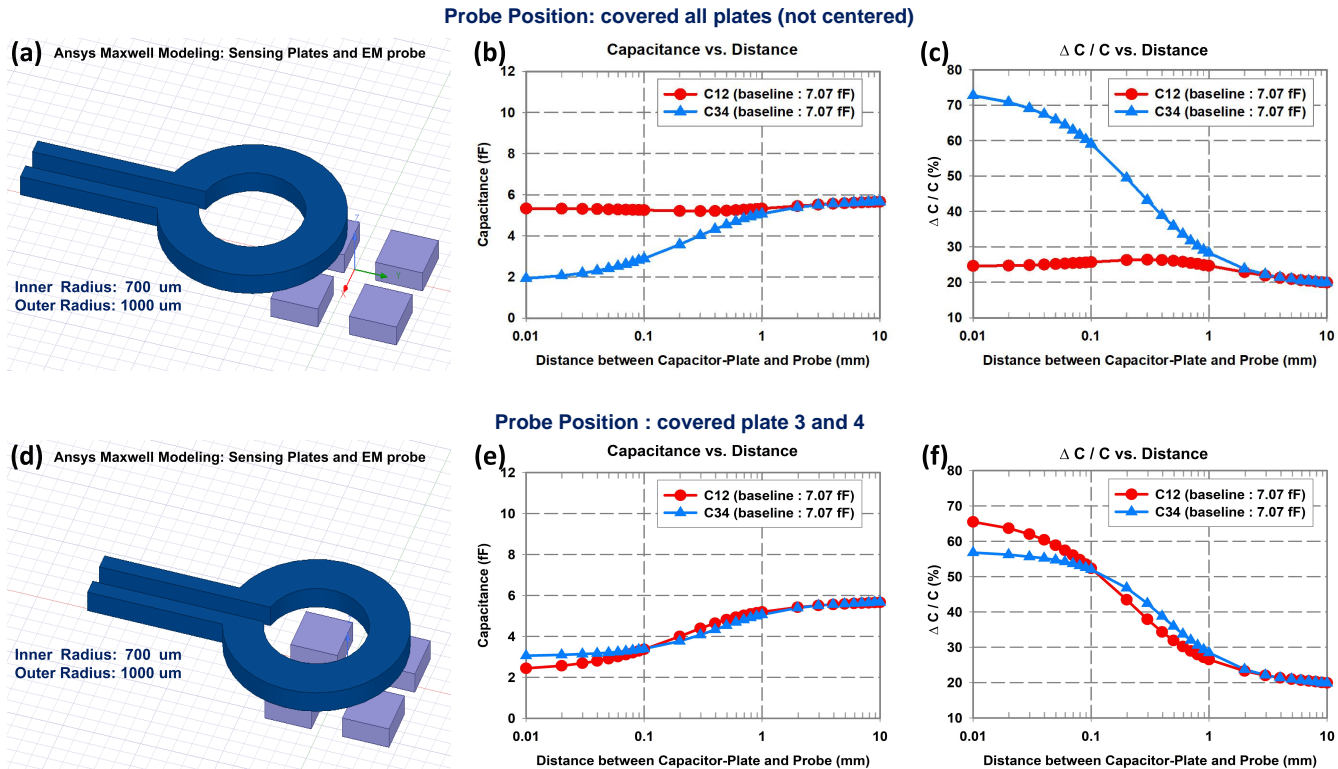 Probe Position: covered all plates (not centered)
(a)
Ansys Maxwell Modeling: Sensing Plates and EM probe
Z
Y
X
Inner Radius: 700 um
Outer Radius: 1000 um
(b)
Capacitance vs. Distance
C12 (baseline : 7.07 fF)
C34 (baseline : 7.07 fF)
Capacitance (fF)
12
10
8
6
4
2
0
0.01 0.1 1 10
Distance between Capacitor-Plate and Probe (mm)
(c)
Δ C / C vs. Distance
C12 (baseline : 7.07 fF)
C34 (baseline : 7.07 fF)
Δ C / C (%)
80
70
60
50
40
30
20
10
0.01 0.1 1 10
Distance between Capacitor-Plate and Probe (mm)
Probe Position : covered plate 3 and 4
(d)
Ansys Maxwell Modeling: Sensing Plates and EM probe
Inner Radius: 700 um
Outer Radius: 1000 um
(e)
Capacitance vs. Distance
C12 (baseline : 7.07 fF)
C34 (baseline : 7.07 fF)
Capacitance (fF)
12
10
8
6
4
2
0
0.01 0.1 1 10
Distance between Capacitor-Plate and Probe (mm)
(f)
Δ C / C vs. Distance
C12 (baseline : 7.07 fF)
C34 (baseline : 7.07 fF)
Δ C / C (%)
80
70
60
50
40
30
20
10
0.01 0.1 1 10
Distance between Capacitor-Plate and Probe (mm)